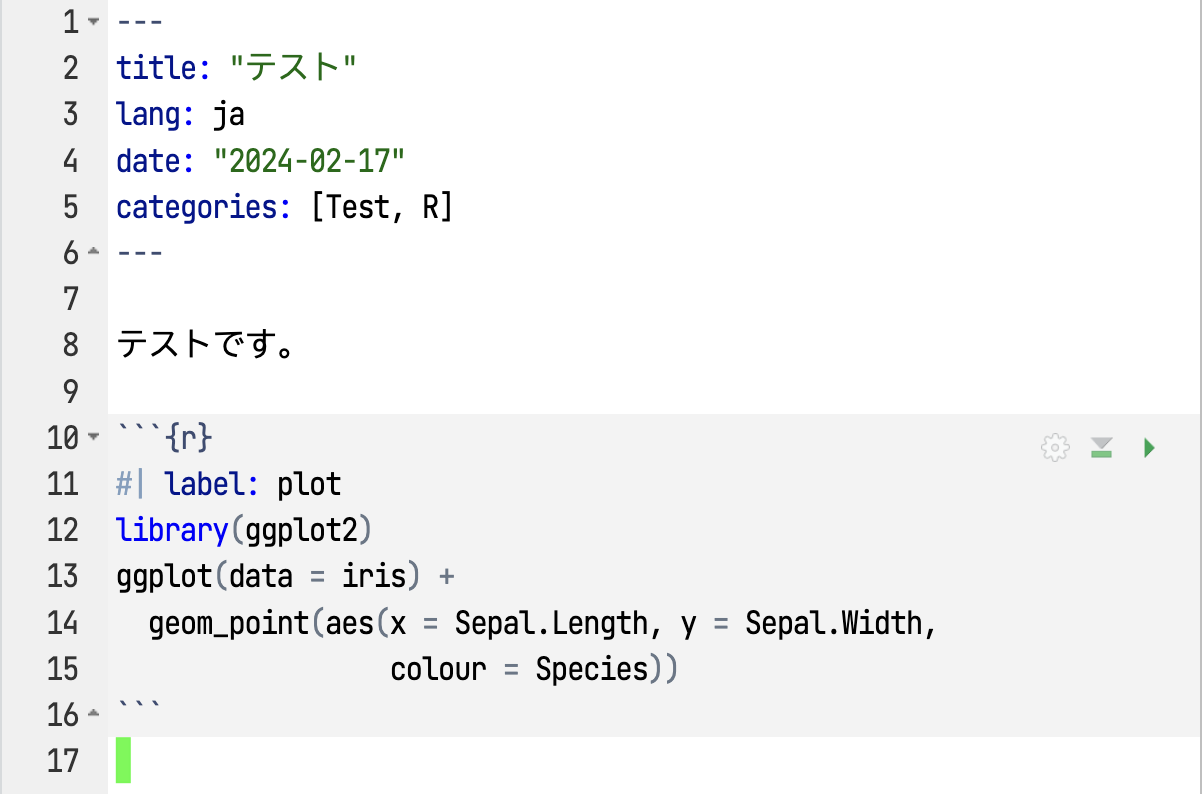 1 ---
2 title: "テスト"
3 lang: ja
4 date: "2024-02-17"
5 categories: [Test, R]
6 ---
7
8 テストです。
9
10 ```{r}
11 #| label: plot
12 library(ggplot2)
13 ggplot(data = iris) +
14   geom_point(aes(x = Sepal.Length, y = Sepal.Width,
15                  colour = Species))
16 ```
17